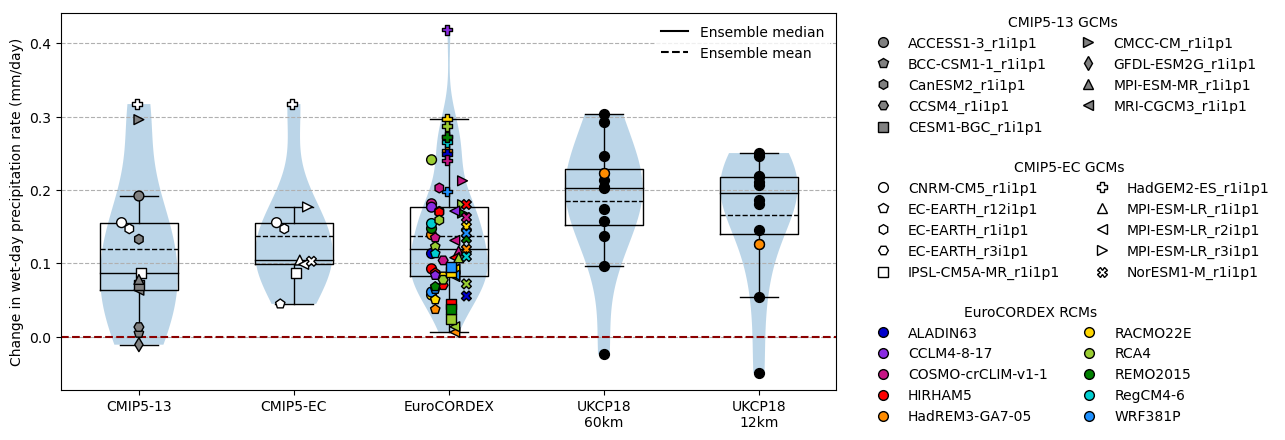 Change in wet-day precipitation rate (mm/day)
0.4
0.3
0.2
0.1
0.0
Ensemble median
Ensemble mean
CMIP5-13
CMIP5-EC
EuroCORDEX
UKCP18
60km
UKCP18
12km
CMIP5-13 GCMs
ACCESS1-3_r1i1p1
BCC-CSM1-1_r1i1p1
CanESM2_r1i1p1
CCSM4_r1i1p1
CESM1-BGC_r1i1p1
CMCC-CM_r1i1p1
GFDL-ESM2G_r1i1p1
MPI-ESM-MR_r1i1p1
MRI-CGCM3_r1i1p1
CMIP5-EC GCMs
CNRM-CM5_r1i1p1
EC-EARTH_r12i1p1
EC-EARTH_r1i1p1
EC-EARTH_r3i1p1
IPSL-CM5A-MR_r1i1p1
HadGEM2-ES_r1i1p1
MPI-ESM-LR_r1i1p1
MPI-ESM-LR_r2i1p1
MPI-ESM-LR_r3i1p1
NorESM1-M_r1i1p1
EuroCORDEX RCMs
ALADIN63
CCLM4-8-17
COSMO-crCLIM-v1-1
HIRHAM5
HadREM3-GA7-05
RACMO22E
RCA4
REMO2015
RegCM4-6
WRF381P